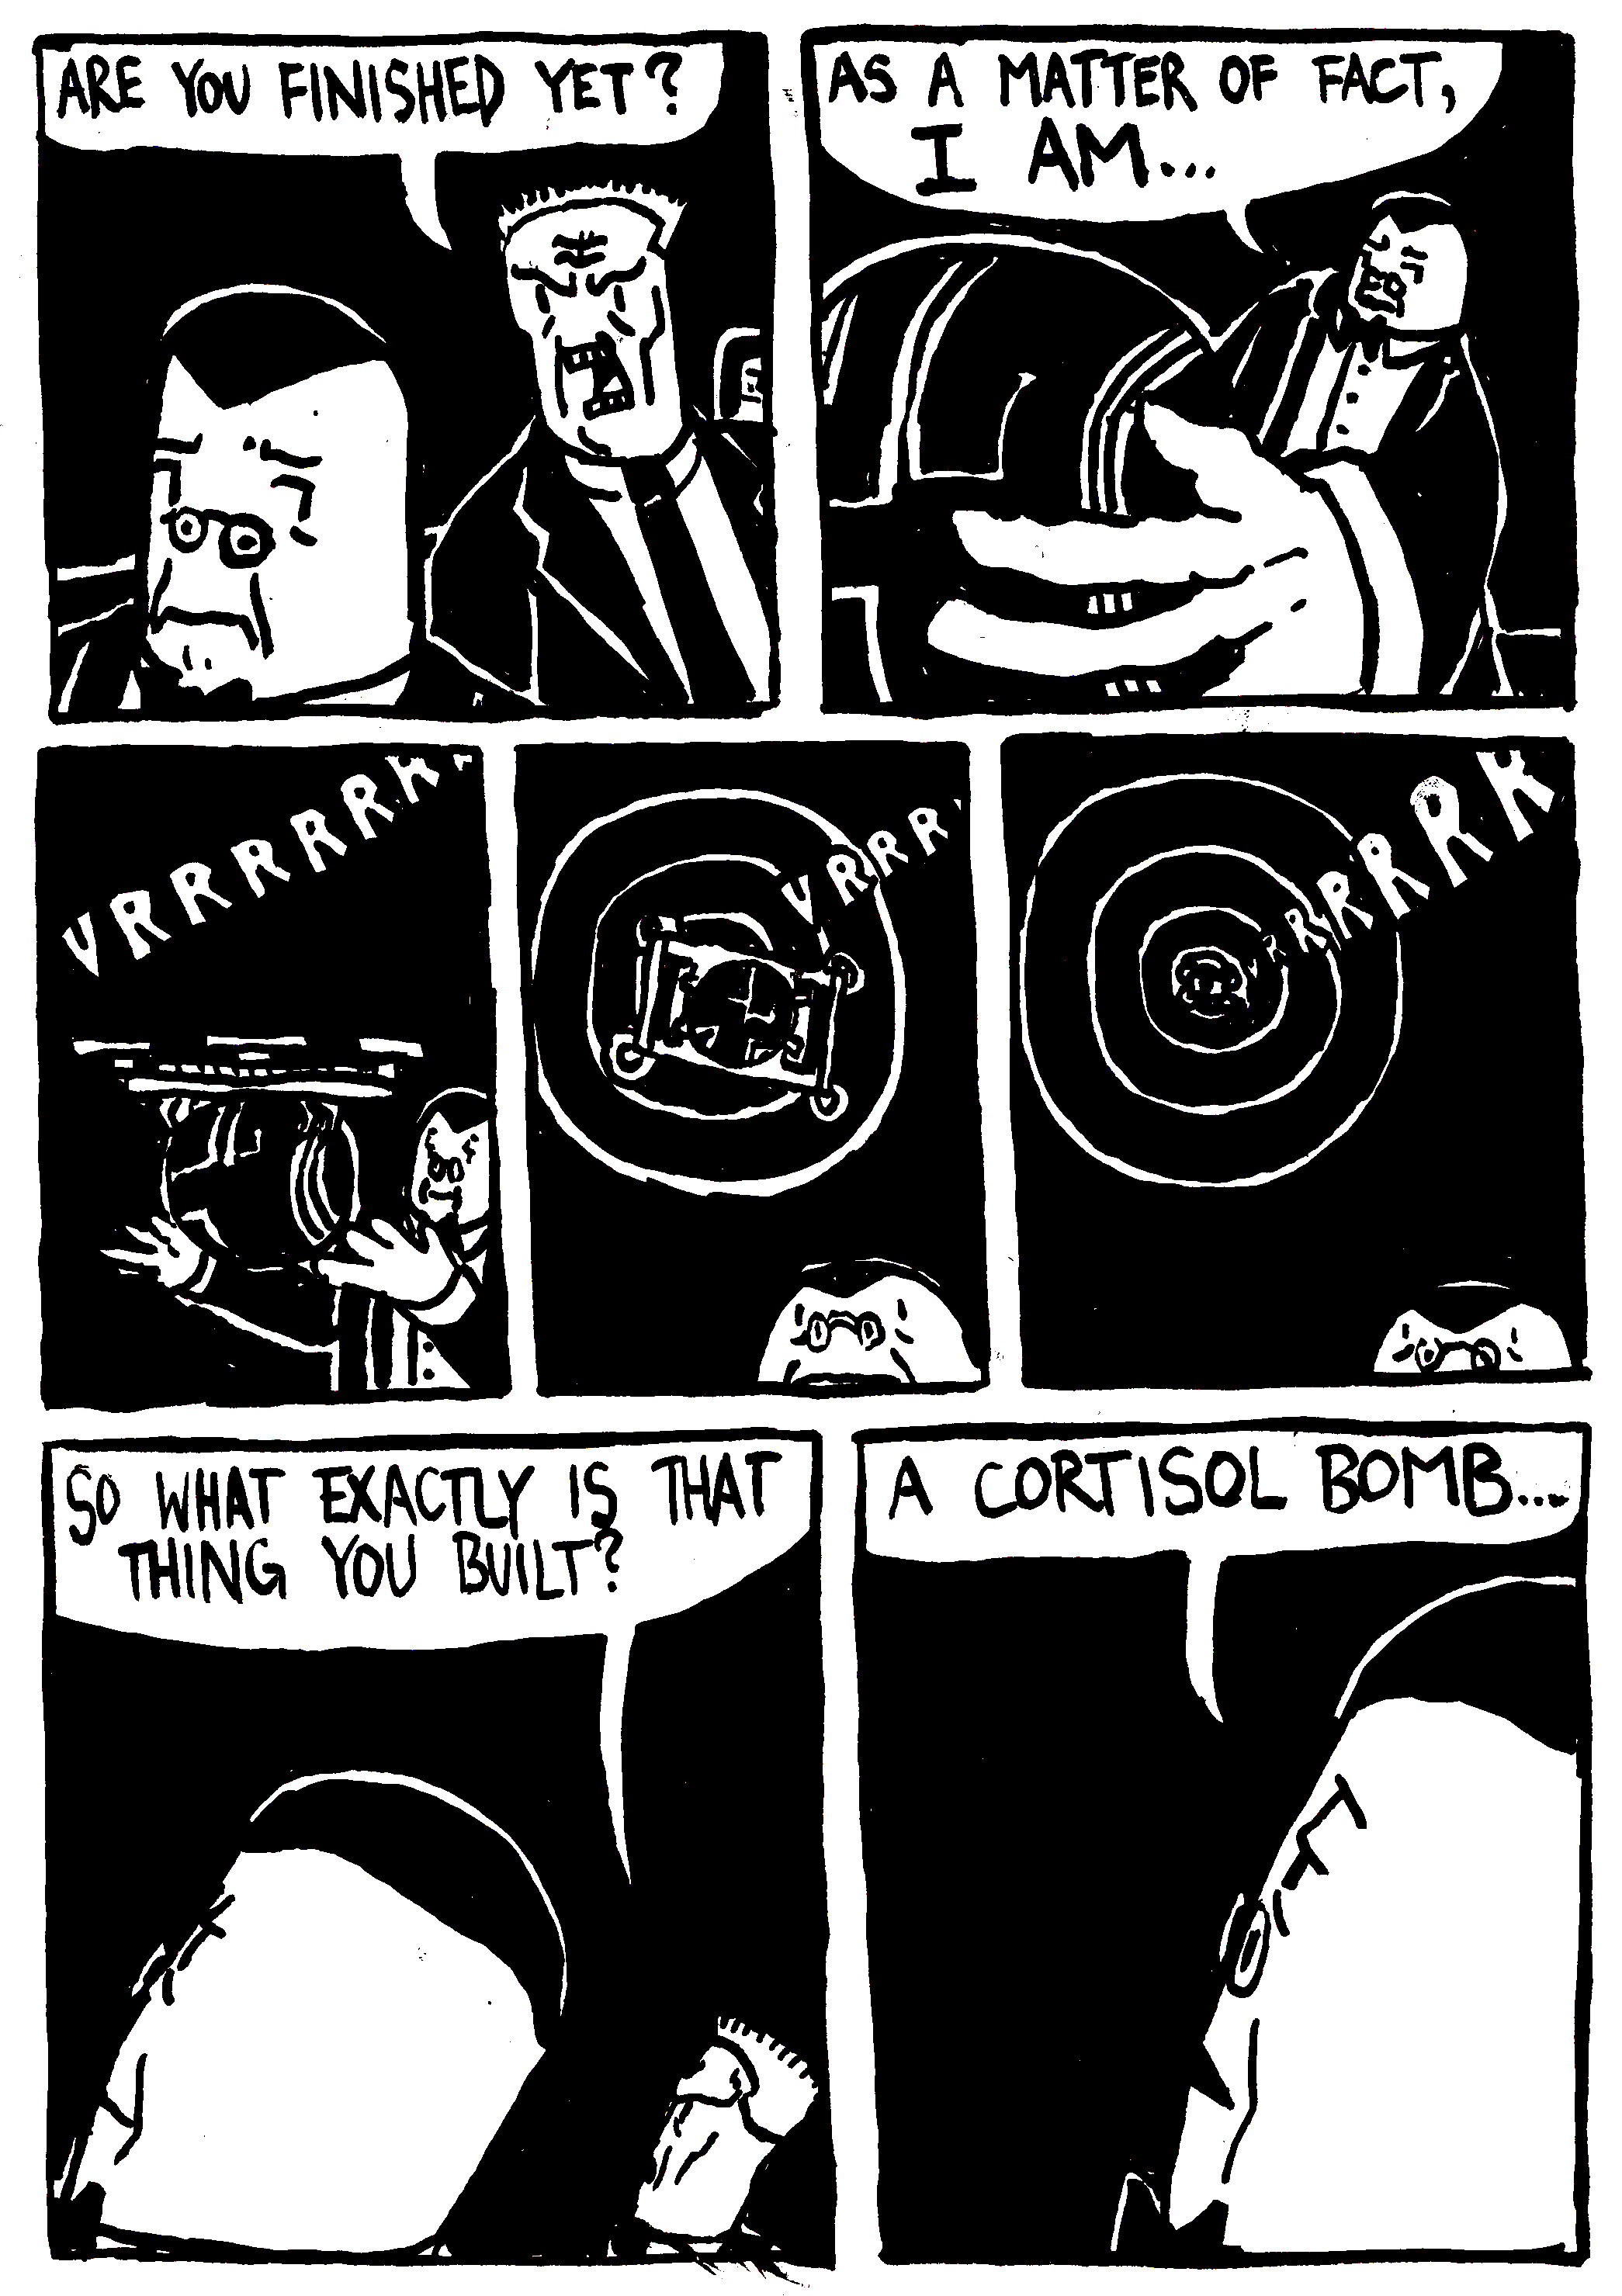 ARE YOU FINISHED YET?
AS A MATTER OF FACT,
I AM...
VRRRRRR
VRRR
RRRRRR
SO WHAT EXACTLY IS THAT
THING YOU BUILT?
A CORTISOL BOMB....